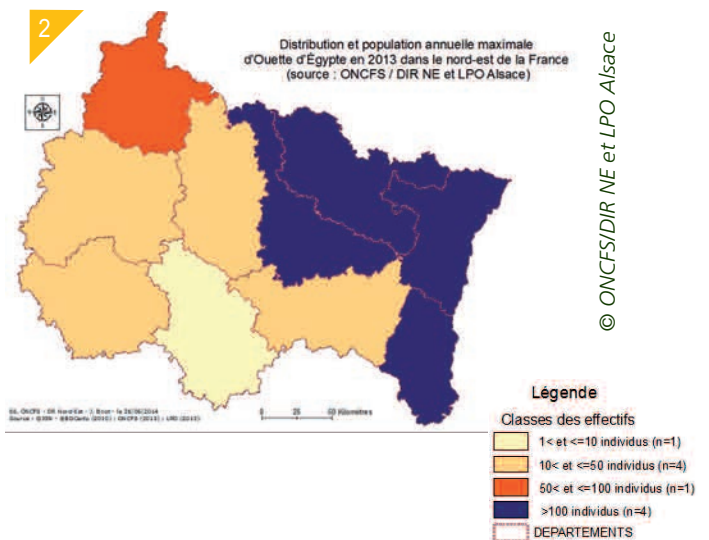 2
Distribution et population annuelle maximale
d'Ouette d'Égypte en 2013 dans le nord-est de la France
(source : ONCFS / DIR NE et LPO Alsace)
© ONCFS/DIR NE et LPO Alsace
0 25 50 Kilomètres
Légende
Classes des effectifs
1< et <=10 individus (n=1)
10< et <=50 individus (n=4)
50< et <=100 individus (n=1)
>100 individus (n=4)
DEPARTEMENTS